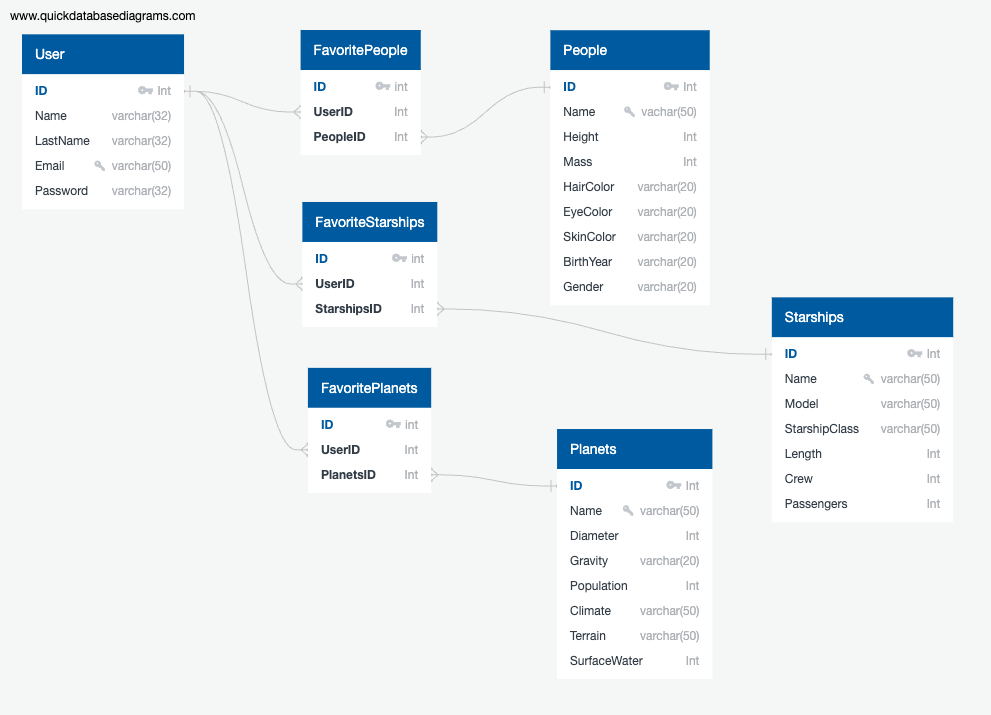 www.quickdatabasediagrams.com
User
ID Int
Name varchar(32)
LastName varchar(32)
Email varchar(50)
Password varchar(32)
FavoritePeople
ID int
UserID Int
PeopleID Int
People
ID Int
Name vachar(50)
Height Int
Mass Int
HairColor varchar(20)
EyeColor varchar(20)
SkinColor varchar(20)
BirthYear varchar(20)
Gender varchar(20)
FavoriteStarships
ID int
UserID Int
StarshipsID Int
Starships
ID Int
Name varchar(50)
Model varchar(50)
StarshipClass varchar(50)
Length Int
Crew Int
Passengers Int
FavoritePlanets
ID int
UserID Int
PlanetsID Int
Planets
ID Int
Name varchar(50)
Diameter Int
Gravity varchar(20)
Population Int
Climate varchar(50)
Terrain varchar(50)
SurfaceWater Int